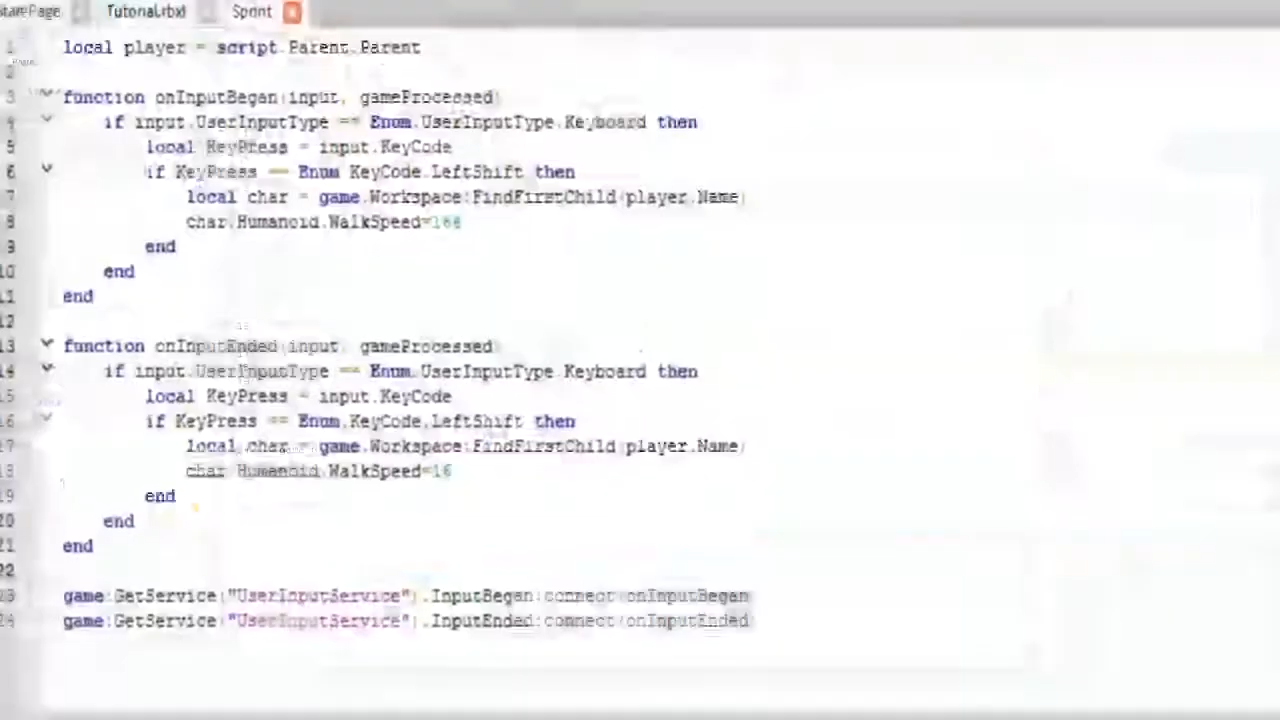 Start Page Tutorial.rbxl Sprint
1 local player = script.Parent.Parent
2
3 function onInputBegan(input, gameProcessed)
4 if input.UserInputType == Enum.UserInputType.Keyboard then
5 local KeyPress = input.KeyCode
6 if KeyPress == Enum.KeyCode.LeftShift then
7 local char = game.Workspace:FindFirstChild(player.Name)
8 char.Humanoid.WalkSpeed=
9 end
10 end
11 end
12
13 function onInputEnded(input, gameProcessed)
14 if input.UserInputType == Enum.UserInputType.Keyboard then
15 local KeyPress = input.KeyCode
16 if KeyPress == Enum.KeyCode.LeftShift then
17 local char = game.Workspace:FindFirstChild(player.Name)
18 char.Humanoid.WalkSpeed=16
19 end
20 end
21 end
22
23 game:GetService("UserInputService").InputBegan:connect(onInputBegan)
24 game:GetService("UserInputService").InputEnded:connect(onInputEnded)